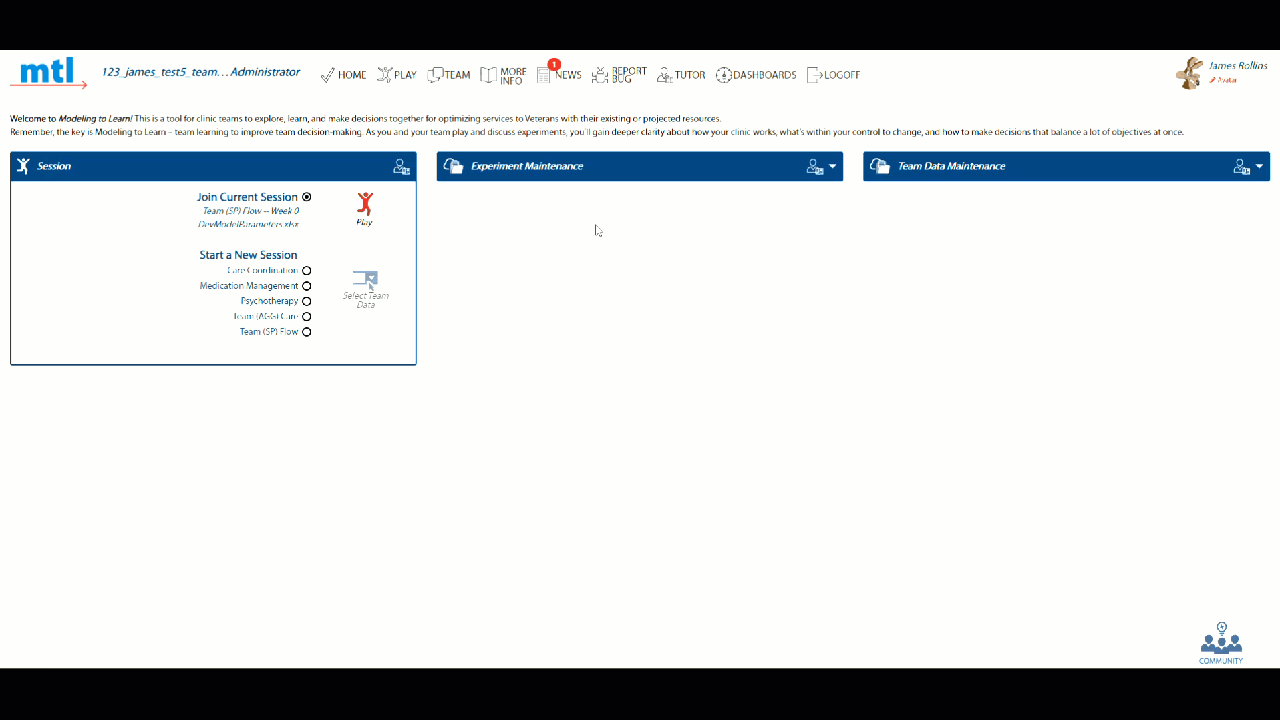 mtl
123_james_test5_team...Administrator
HOME
PLAY
TEAM
MORE INFO
1
NEWS
REPORT BUG
TUTOR
DASHBOARDS
LOGOFF
James Rollins
Avatar
Welcome to Modeling to Learn! This is a tool for clinic teams to explore, learn, and make decisions together for optimizing services to Veterans with their existing or projected resources.
Remember, the key is Modeling to Learn – team learning to improve team decision-making. As you and your team play and discuss experiments, you'll gain deeper clarity about how your clinic works, what's within your control to change, and how to make decisions that balance a lot of objectives at once.
Session
Join Current Session
Team (SP) Flow -- Week 0
DevModelParameters.xlsx
Play
Start a New Session
Care Coordination
Medication Management
Psychotherapy
Team (AGG) Care
Team (SP) Flow
Select Team
Data
Experiment Maintenance
Team Data Maintenance
COMMUNITY